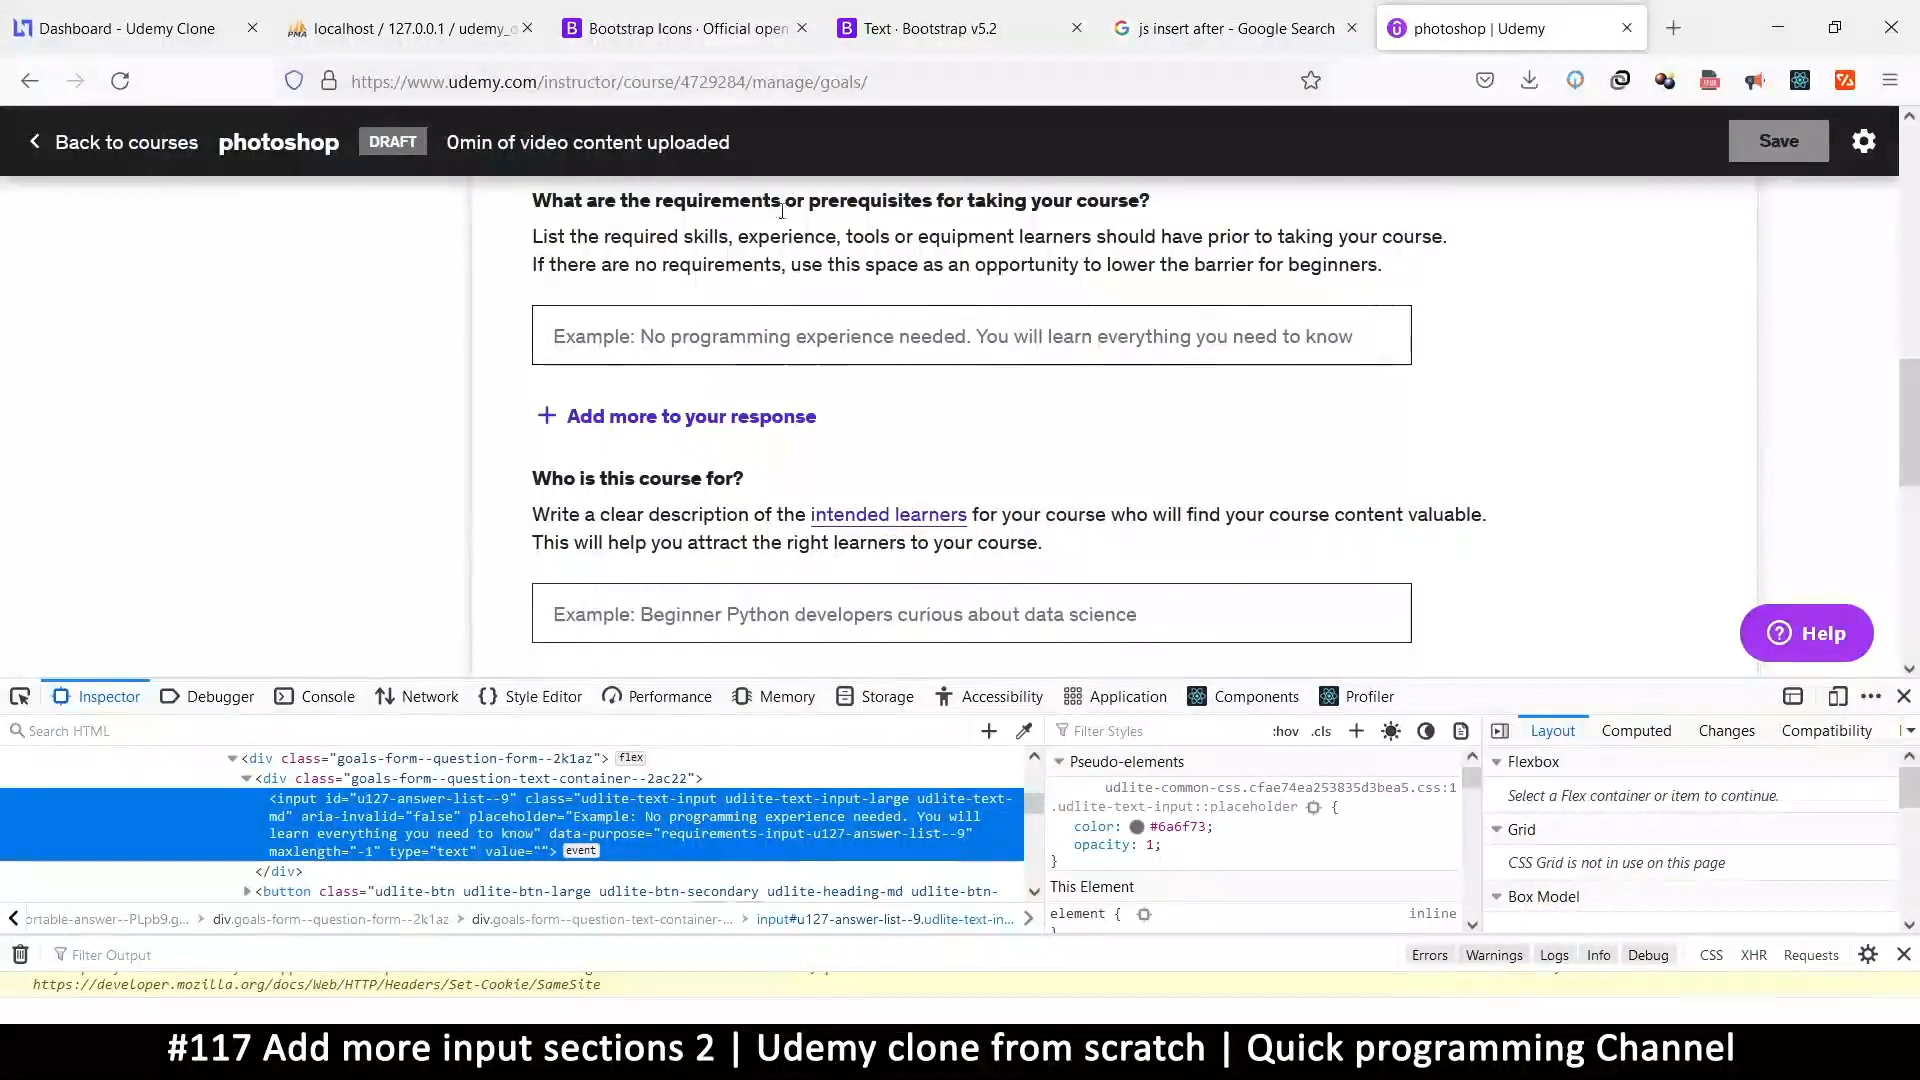 Dashboard - Udemy Clone
localhost / 127.0.0.1 / udemy_c
Bootstrap Icons · Official open
Text · Bootstrap v5.2
js insert after - Google Search
photoshop | Udemy
https://www.udemy.com/instructor/course/4729284/manage/goals/
Back to courses photoshop DRAFT 0min of video content uploaded Save
What are the requirements or prerequisites for taking your course?
List the required skills, experience, tools or equipment learners should have prior to taking your course.
If there are no requirements, use this space as an opportunity to lower the barrier for beginners.
Example: No programming experience needed. You will learn everything you need to know
Add more to your response
Who is this course for?
Write a clear description of the intended learners for your course who will find your course content valuable.
This will help you attract the right learners to your course.
Example: Beginner Python developers curious about data science
Help
Inspector Debugger Console Network Style Editor Performance Memory Storage Accessibility Application Components Profiler
Search HTML
<div class="goals-form--question-form--2k1az"> flex
<div class="goals-form--question-text-container--2ac22">
<input id="u127-answer-list--9" class="udlite-text-input udlite-text-input-large udlite-text-
md" aria-invalid="false" placeholder="Example: No programming experience needed. You will
learn everything you need to know" data-purpose="requirements-input-u127-answer-list--9"
maxlength="-1" type="text" value=""> event
</div>
<button class="udlite-btn udlite-btn-large udlite-btn-secondary udlite-heading-md udlite-btn-
ortable-answer--PLpb9.g... div.goals-form--question-form--2k1az div.goals-form--question-text-container-... input#u127-answer-list--9.udlite-text-in...
Filter Styles :hov .cls
Pseudo-elements
udlite-common-css.cfae74ea253835d3bea5.css:1
.udlite-text-input::placeholder {
color: #6a6f73;
opacity: 1;
}
This Element
element { inline
}
Layout Computed Changes Compatibility
Flexbox
Select a Flex container or item to continue.
Grid
CSS Grid is not in use on this page
Box Model
Filter Output
Errors Warnings Logs Info Debug CSS XHR Requests
https://developer.mozilla.org/docs/Web/HTTP/Headers/Set-Cookie/SameSite
#117 Add more input sections 2 | Udemy clone from scratch | Quick programming Channel